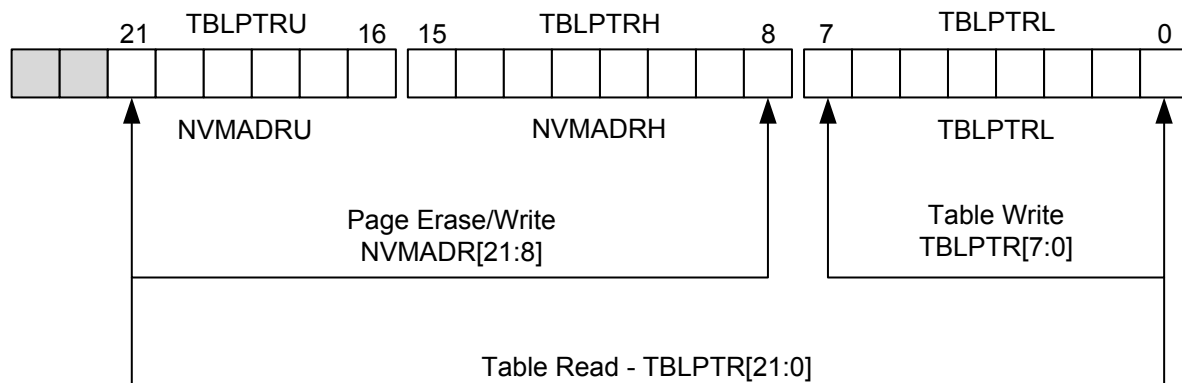 21 TBLPTRU 16 15 TBLPTRH 8 7 TBLPTRL 0
NVMADRU NVMADRH TBLPTRL
Page Erase/Write
NVMADR[21:8]
Table Write
TBLPTR[7:0]
Table Read - TBLPTR[21:0]